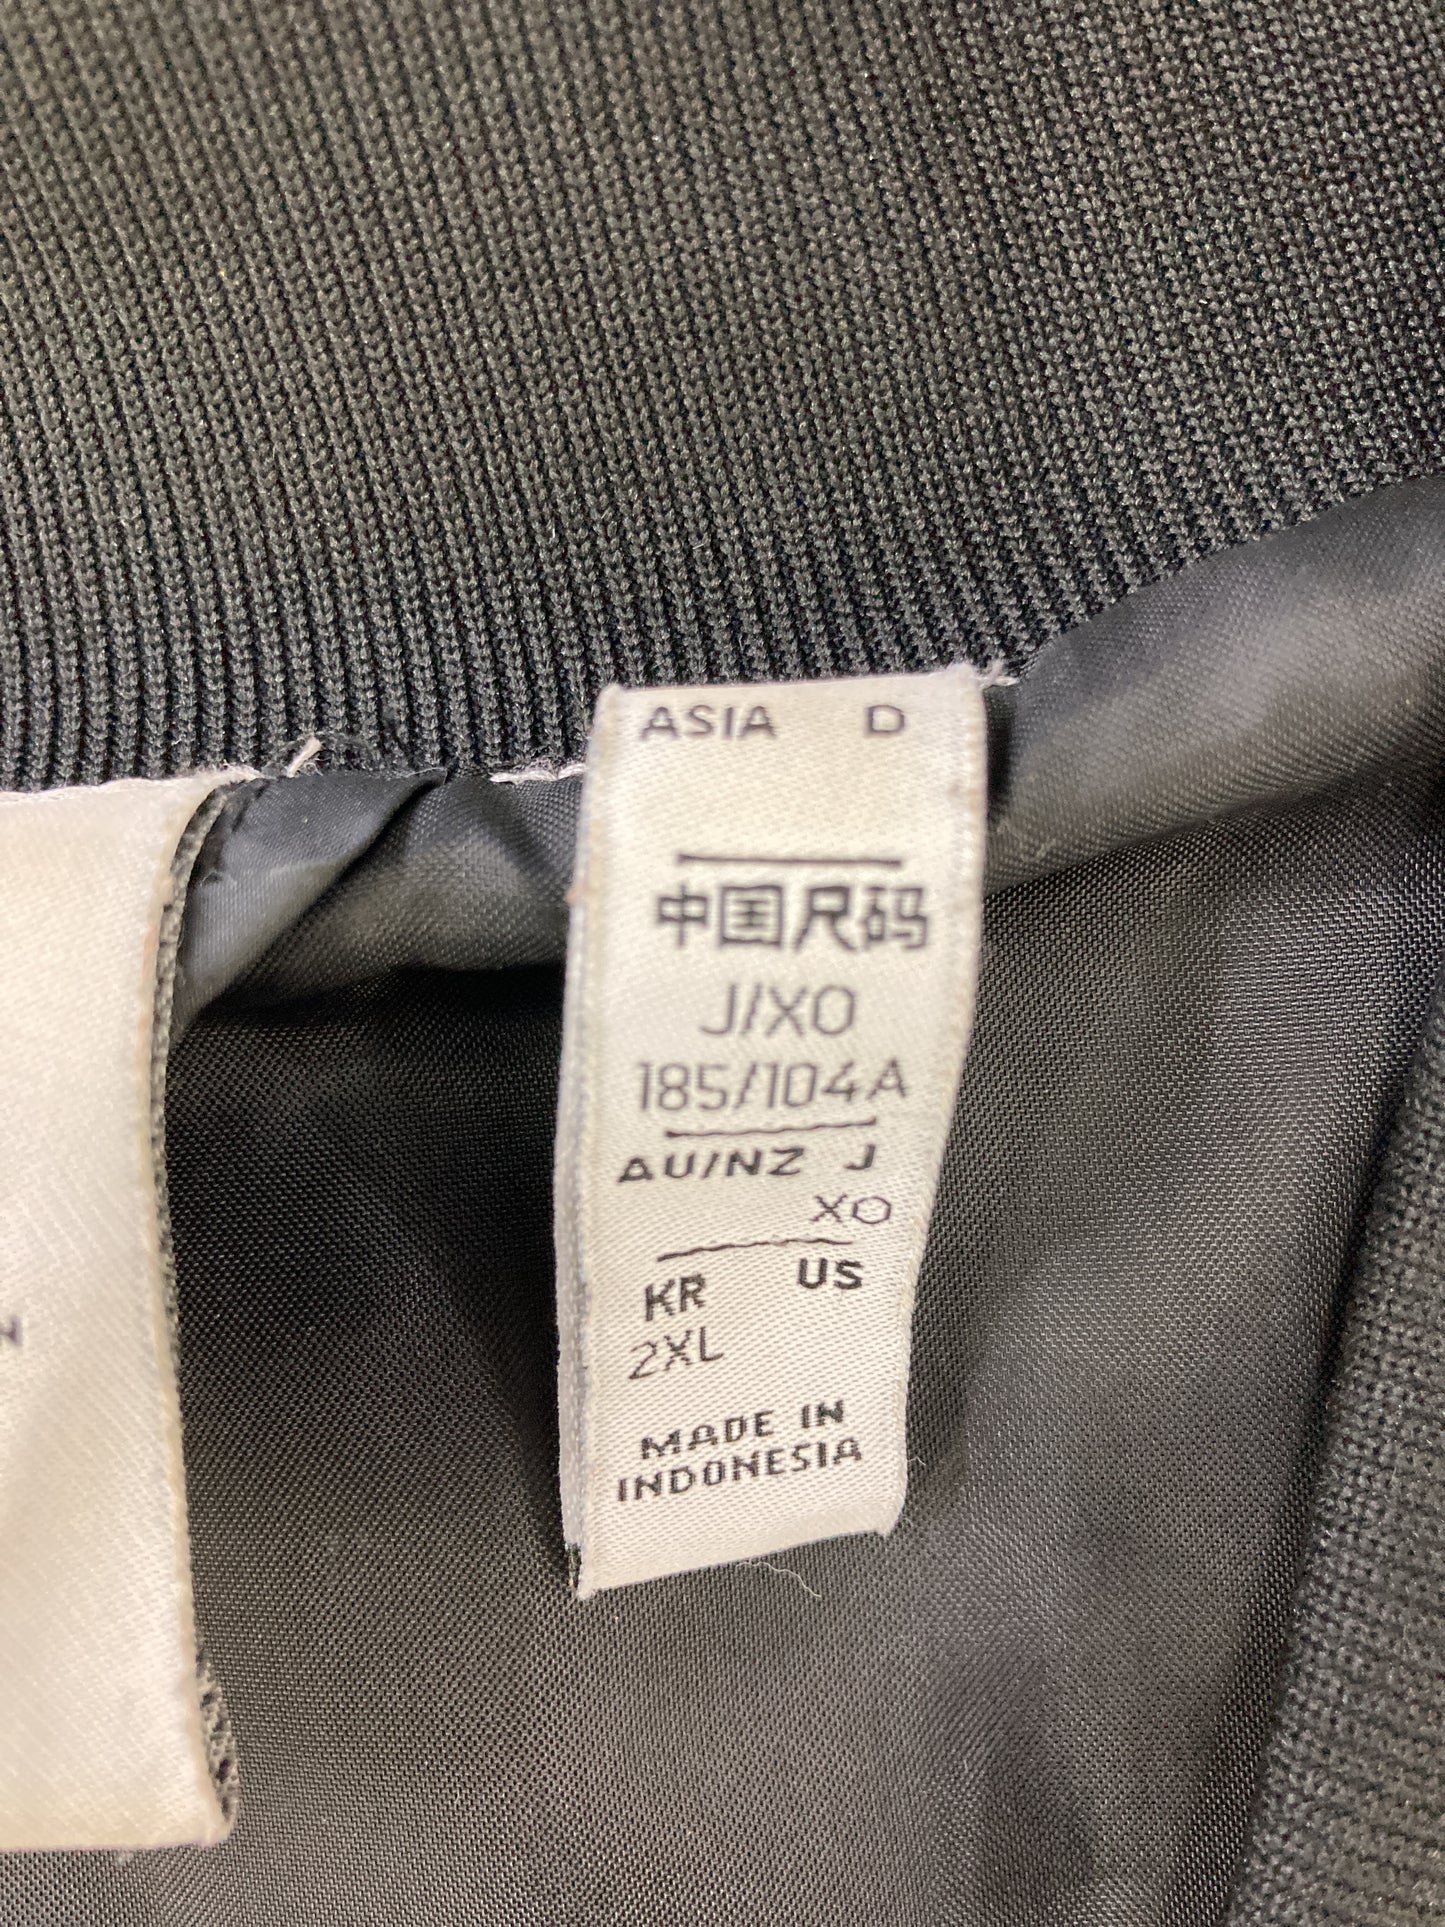 ASIA D
中国尺码
J/XO
185/104A
AU/NZ J
XO
KR US
2XL
MADE IN
INDONESIA
N